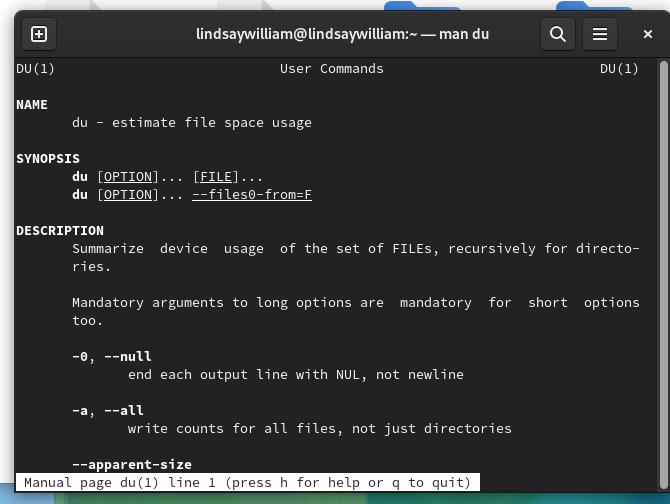 lindsaywilliam@lindsaywilliam:~ — man du
DU(1) User Commands DU(1)
NAME
du - estimate file space usage
SYNOPSIS
du [OPTION]... [FILE]...
du [OPTION]... --files0-from=F
DESCRIPTION
Summarize device usage of the set of FILEs, recursively for directo-
ries.
Mandatory arguments to long options are mandatory for short options
too.
-0, --null
end each output line with NUL, not newline
-a, --all
write counts for all files, not just directories
--apparent-size
Manual page du(1) line 1 (press h for help or q to quit)